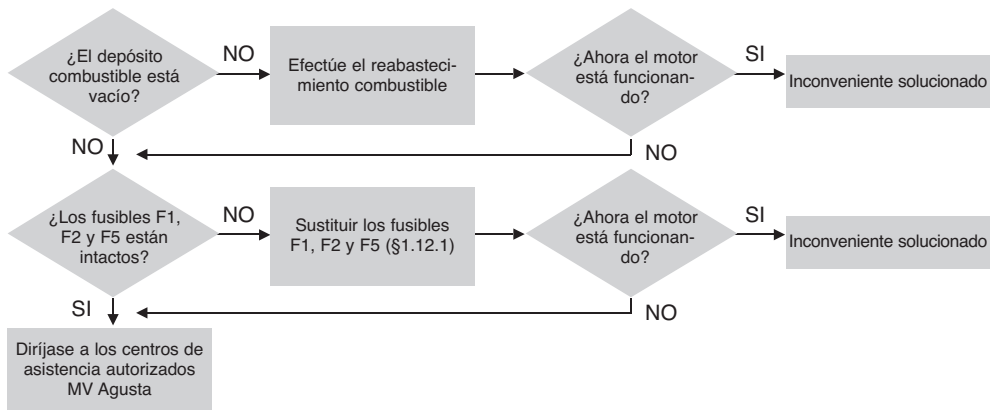 ¿El depósito
combustible está
vacío?
NO
Efectúe el reabasteci-
miento combustible
¿Ahora el motor
está funcionan-
do?
SI
Inconveniente solucionado
NO
NO
¿Los fusibles F1,
F2 y F5 están
intactos?
NO
Sustituir los fusibles
F1, F2 y F5 (§1.12.1)
¿Ahora el motor
está funcionan-
do?
SI
Inconveniente solucionado
SI
NO
Diríjase a los centros de
asistencia autorizados
MV Agusta